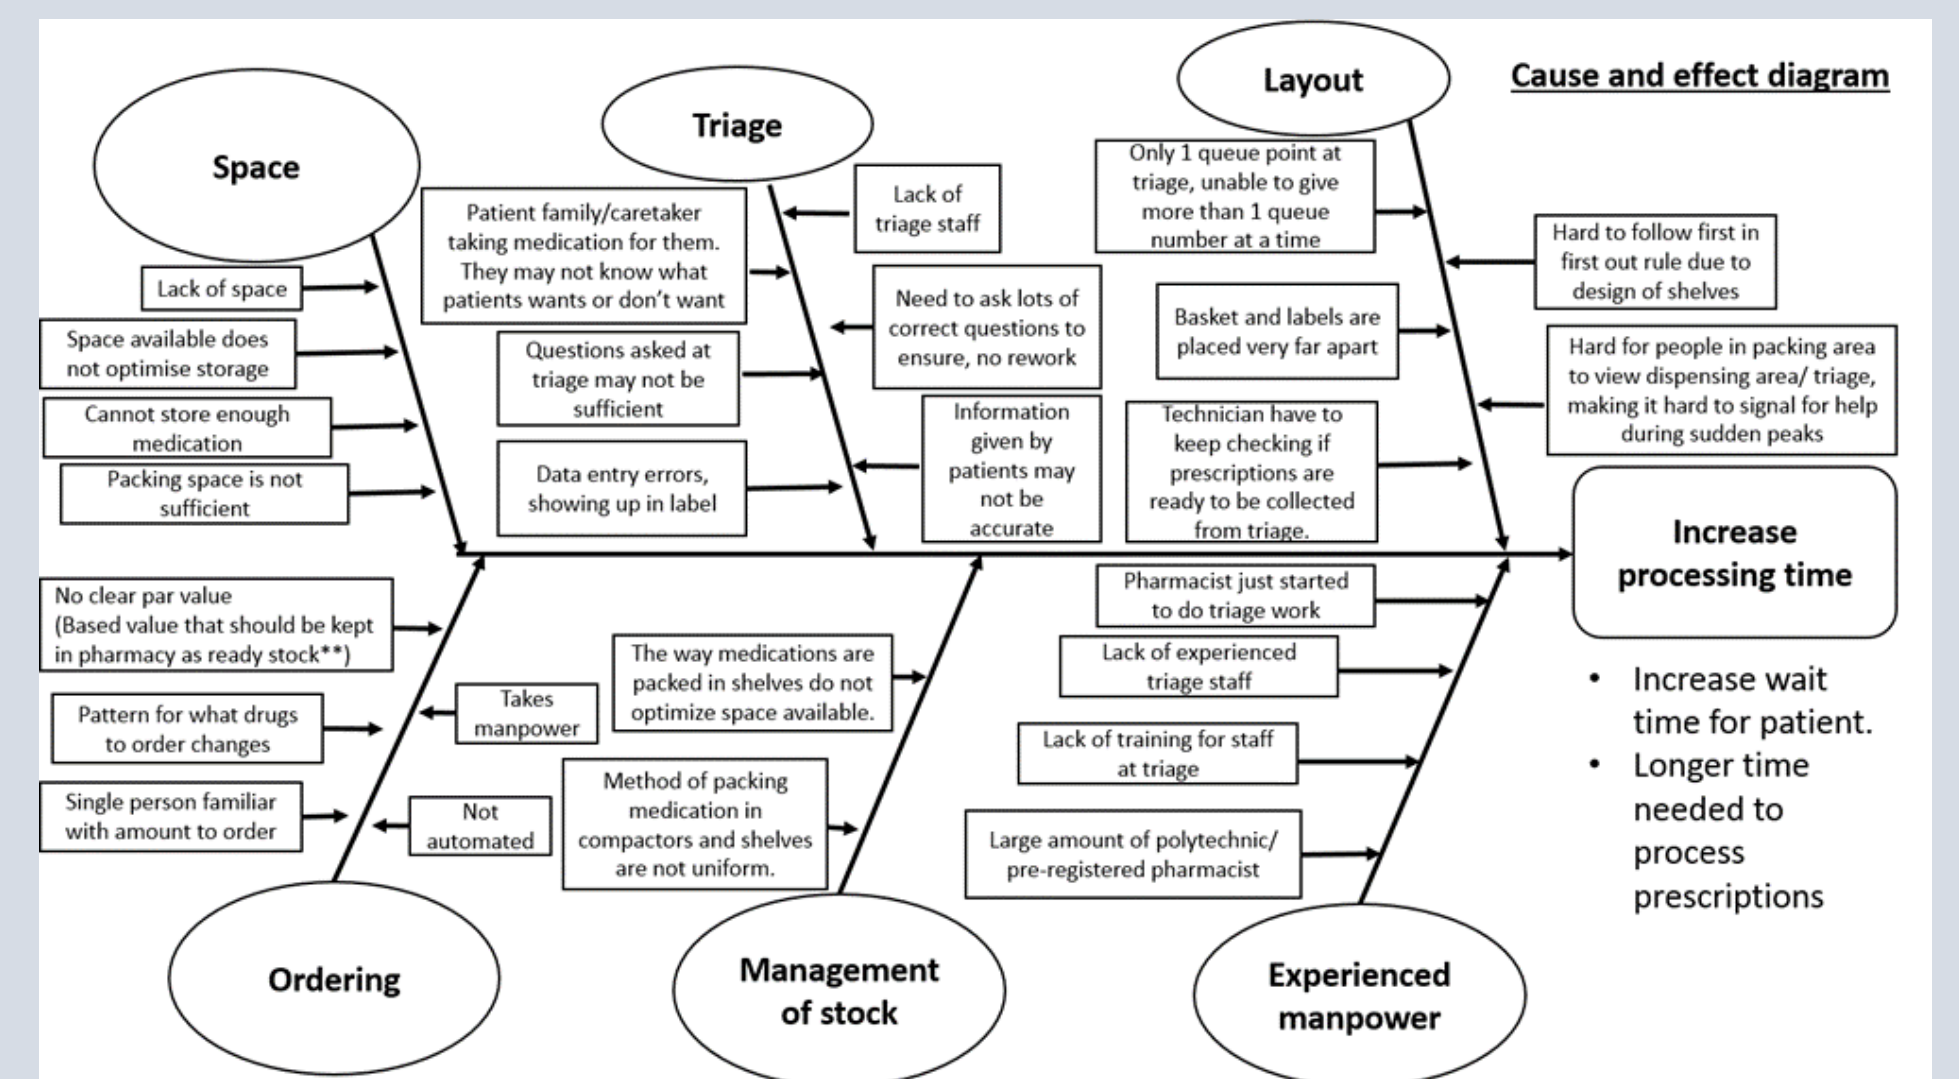 Cause and effect diagram
Space
Lack of space
Space available does
not optimise storage
Cannot store enough
medication
Packing space is not
sufficient
Triage
Patient family/caretaker
taking medication for them.
They may not know what
patients wants or don't want
Questions asked at
triage may not be
sufficient
Data entry errors,
showing up in label
Lack of
triage staff
Need to ask lots of
correct questions to
ensure, no rework
Information
given by
patients may
not be
accurate
Layout
Only 1 queue point at
triage, unable to give
more than 1 queue
number at a time
Basket and labels are
placed very far apart
Technician have to
keep checking if
prescriptions are
ready to be collected
from triage.
Hard to follow first in
first out rule due to
design of shelves
Hard for people in packing area
to view dispensing area/ triage,
making it hard to signal for help
during sudden peaks
Increase
processing time
Increase wait
time for patient.
Longer time
needed to
process
prescriptions
No clear par value
(Based value that should be kept
in pharmacy as ready stock**)
Pattern for what drugs
to order changes
Single person familiar
with amount to order
Takes
manpower
Not
automated
Ordering
The way medications are
packed in shelves do not
optimize space available.
Method of packing
medication in
compactors and shelves
are not uniform.
Management
of stock
Pharmacist just started
to do triage work
Lack of experienced
triage staff
Lack of training for staff
at triage
Large amount of polytechnic/
pre-registered pharmacist
Experienced
manpower